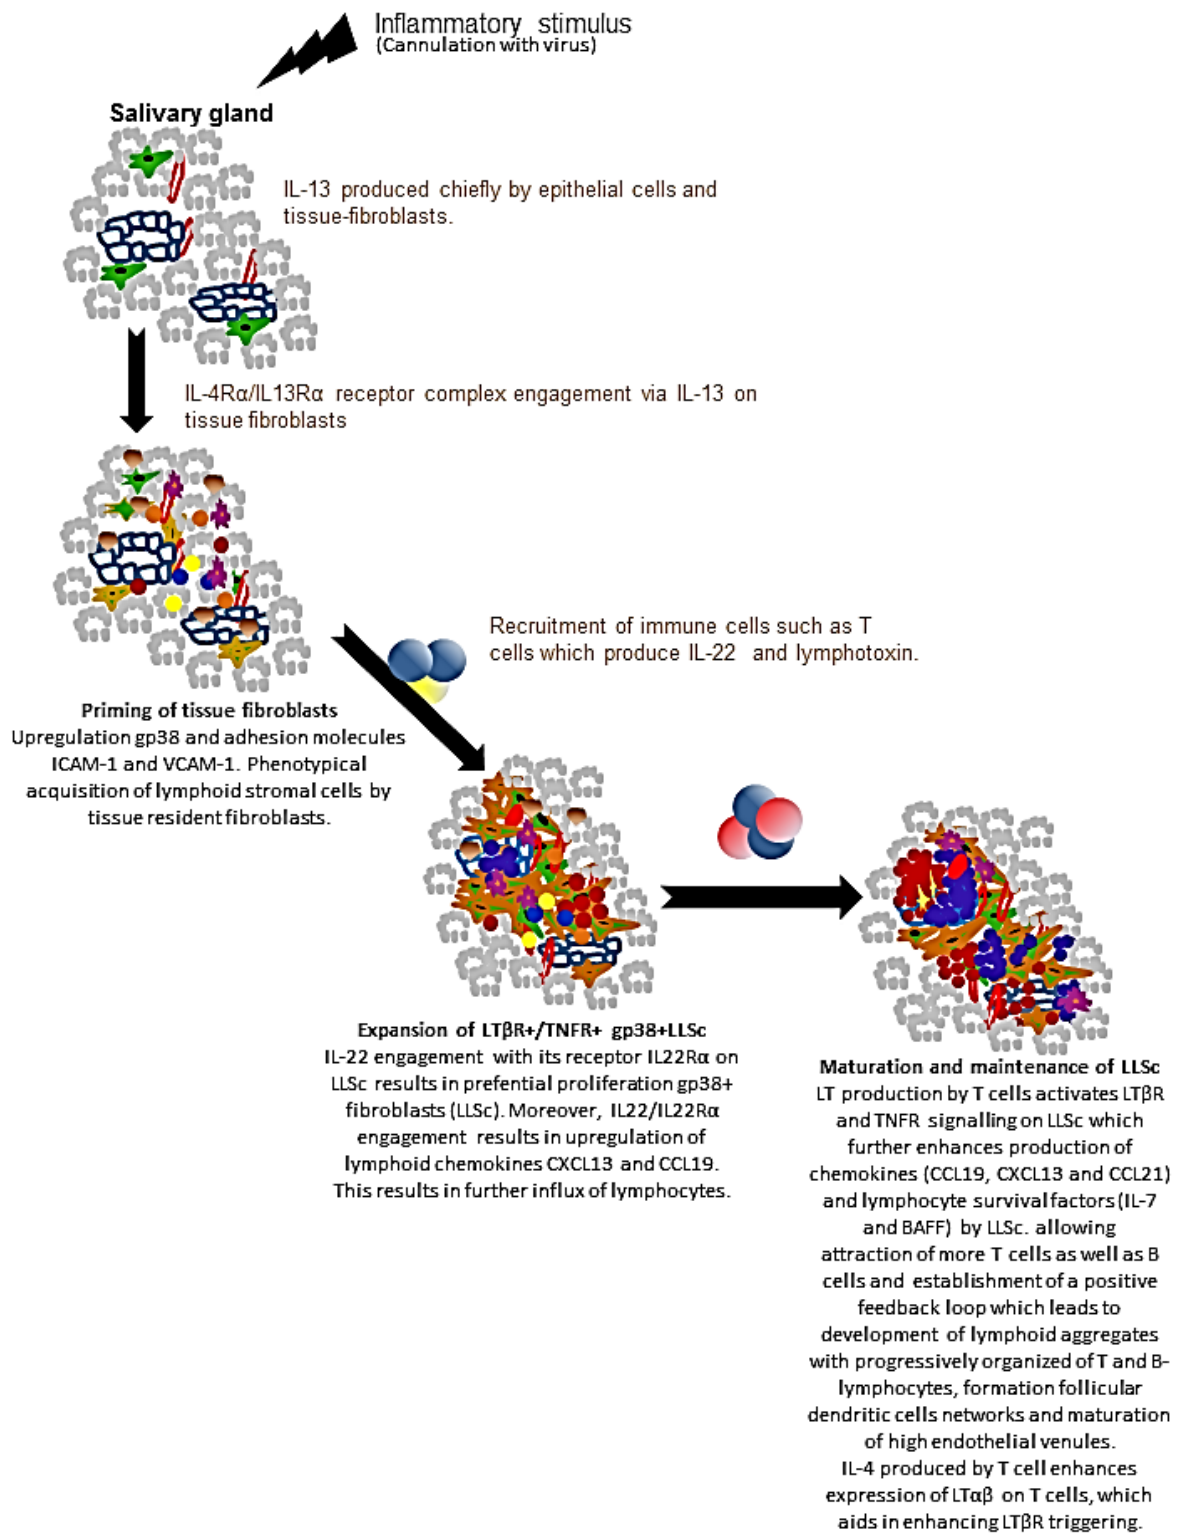 Inflammatory stimulus
(Cannulation with virus)
Salivary gland
IL-13 produced chiefly by epithelial cells and
tissue-fibroblasts.
IL-4Rα/IL13Rα receptor complex engagement via IL-13 on
tissue fibroblasts
Recruitment of immune cells such as T
cells which produce IL-22 and lymphotoxin.
Priming of tissue fibroblasts
Upregulation gp38 and adhesion molecules
ICAM-1 and VCAM-1. Phenotypical
acquisition of lymphoid stromal cells by
tissue resident fibroblasts.
Expansion of LTβR+/TNFR+ gp38+LLSc
IL-22 engagement with its receptor IL22Rα on
LLSc results in prefential proliferation gp38+
fibroblasts (LLSc). Moreover, IL22/IL22Rα
engagement results in upregulation of
lymphoid chemokines CXCL13 and CCL19.
This results in further influx of lymphocytes.
Maturation and maintenance of LLSc
LT production by T cells activates LTβR
and TNFR signalling on LLSc which
further enhances production of
chemokines (CCL19, CXCL13 and CCL21)
and lymphocyte survival factors (IL-7
and BAFF) by LLSc. allowing
attraction of more T cells as well as B
cells and establishment of a positive
feedback loop which leads to
development of lymphoid aggregates
with progressively organized of T and B-
lymphocytes, formation follicular
dendritic cells networks and maturation
of high endothelial venules.
IL-4 produced by T cell enhances
expression of LTαβ on T cells, which
aids in enhancing LTβR triggering.